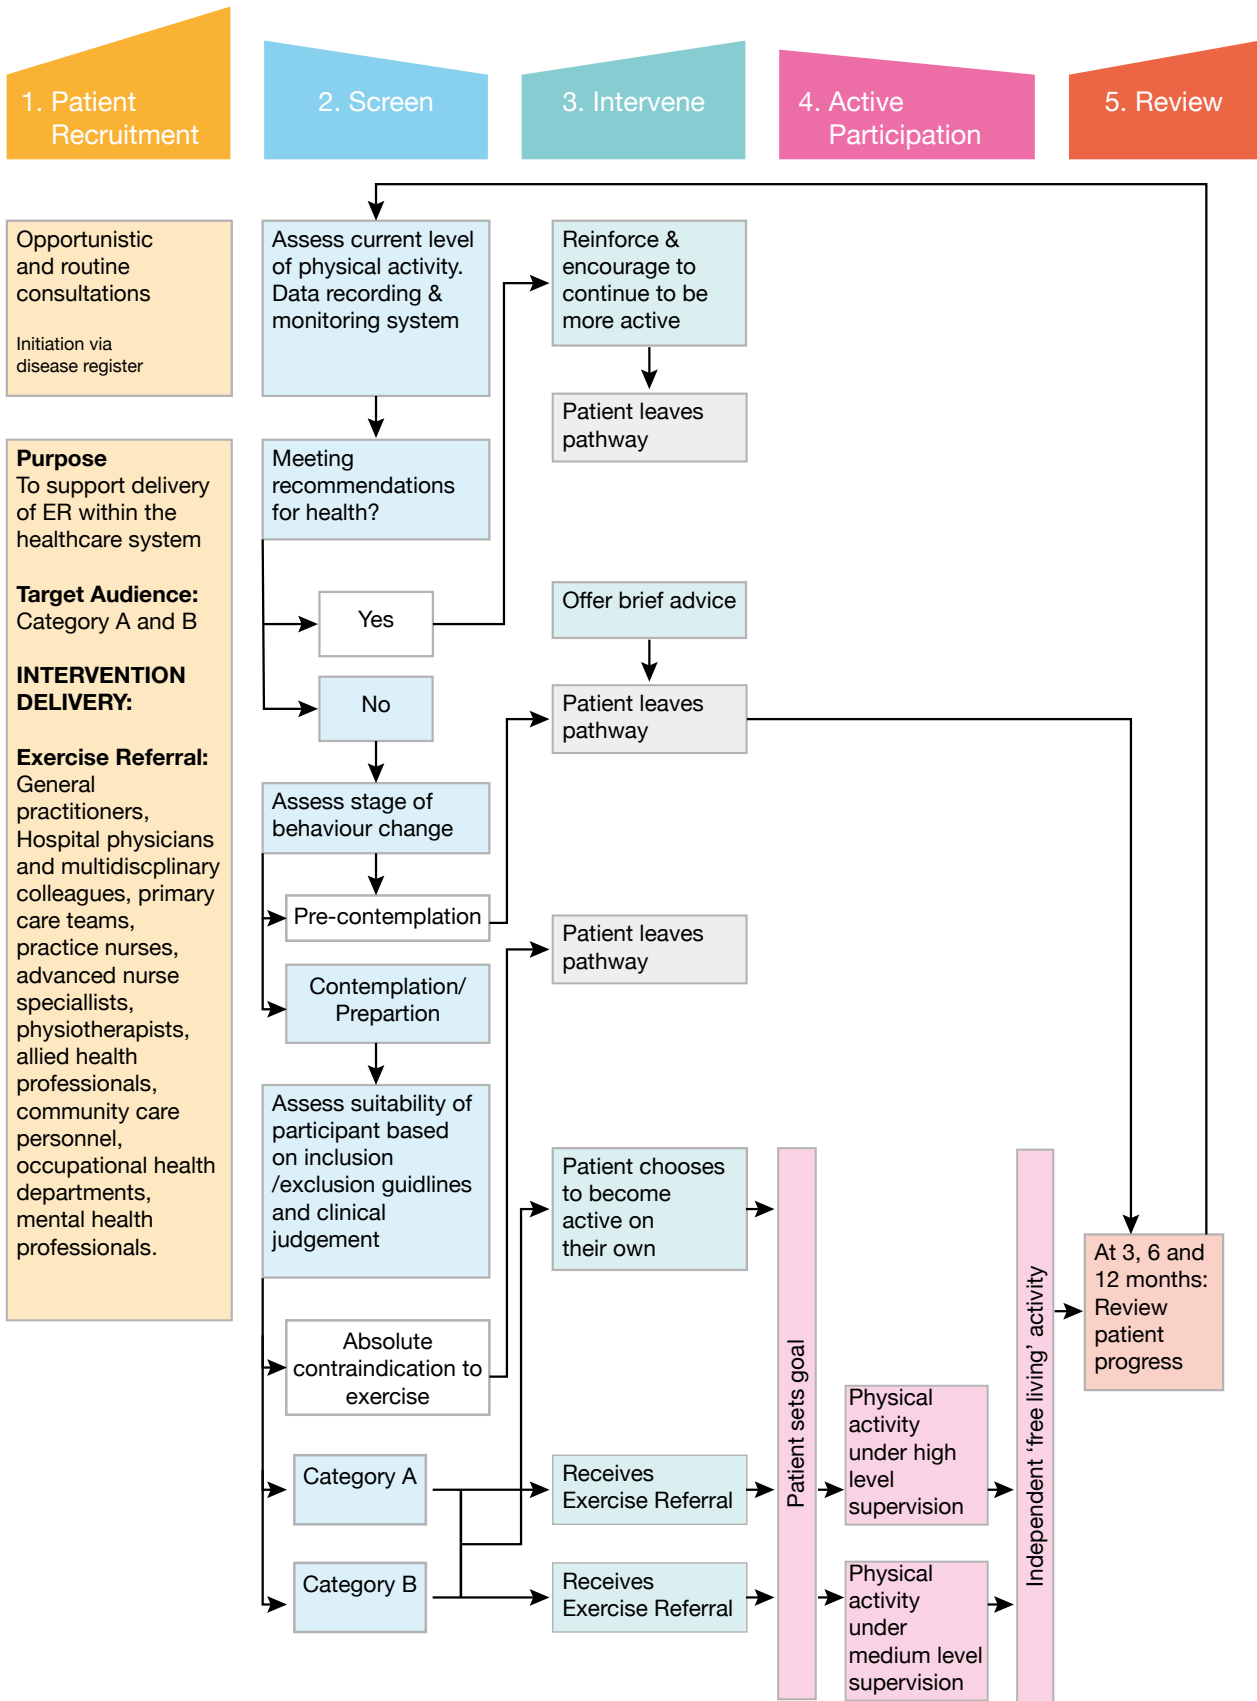 1. Patient
Recruitment
2. Screen
3. Intervene
4. Active
Participation
5. Review
Opportunistic
and routine
consultations
Initiation via
disease register
Purpose
To support delivery
of ER within the
healthcare system
Target Audience:
Category A and B
INTERVENTION
DELIVERY:
Exercise Referral:
General
practitioners,
Hospital physicians
and multidiscplinary
colleagues, primary
care teams,
practice nurses,
advanced nurse
speciallists,
physiotherapists,
allied health
professionals,
community care
personnel,
occupational health
departments,
mental health
professionals.
Assess current level
of physical activity.
Data recording &
monitoring system
Meeting
recommendations
for health?
Yes
No
Assess stage of
behaviour change
Pre-contemplation
Contemplation/
Prepartion
Assess suitability of
participant based
on inclusion
/exclusion guidlines
and clinical
judgement
Absolute
contraindication to
exercise
Category A
Category B
Reinforce &
encourage to
continue to be
more active
Patient leaves
pathway
Offer brief advice
Patient leaves
pathway
Patient leaves
pathway
Patient chooses
to become
active on
their own
Receives
Exercise Referral
Receives
Exercise Referral
Patient sets goal
Physical
activity
under high
level
supervision
Physical
activity
under
medium level
supervision
Independent ‘free living’ activity
At 3, 6 and
12 months:
Review
patient
progress